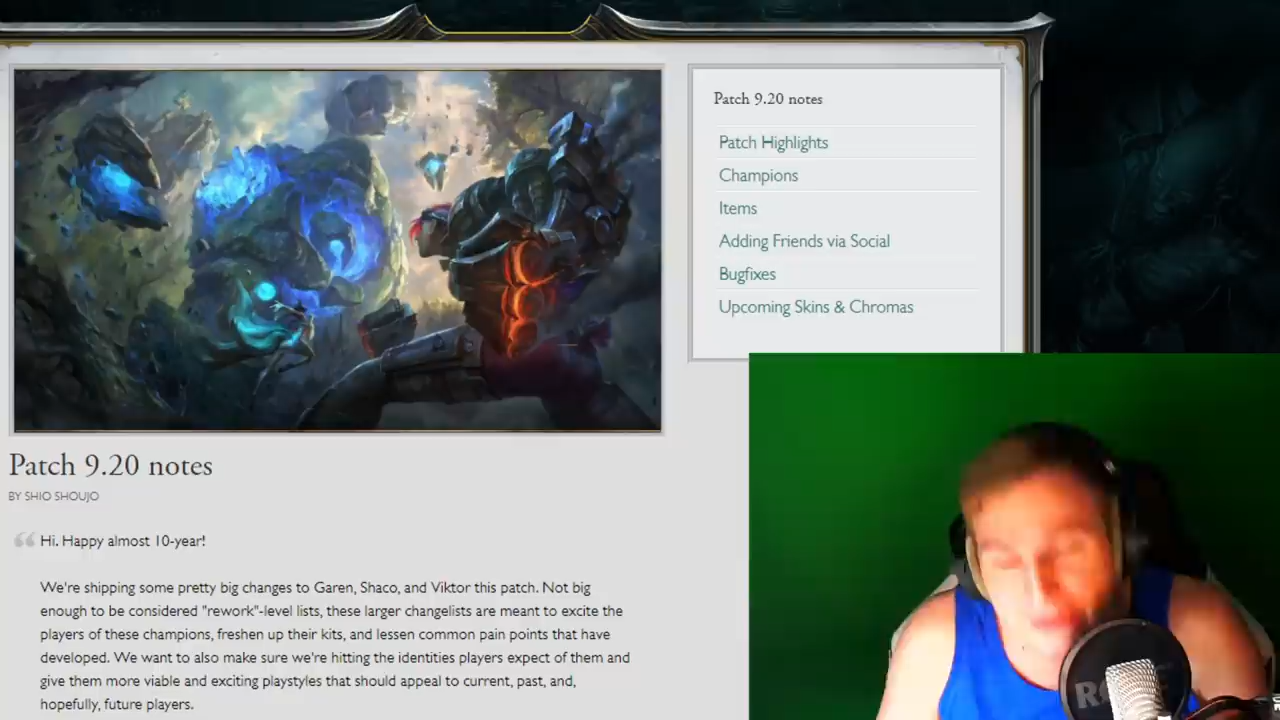 Patch 9.20 notes
Patch Highlights
Champions
Items
Adding Friends via Social
Bugfixes
Upcoming Skins & Chromas
Patch 9.20 notes
BY SHIO SHOUJO
Hi. Happy almost 10-year!
We're shipping some pretty big changes to Garen, Shaco, and Viktor this patch. Not big
enough to be considered "rework"-level lists, these larger changelists are meant to excite the
players of these champions, freshen up their kits, and lessen common pain points that have
developed. We want to also make sure we're hitting the identities players expect of them and
give them more viable and exciting playstyles that should appeal to current, past, and,
hopefully, future players.